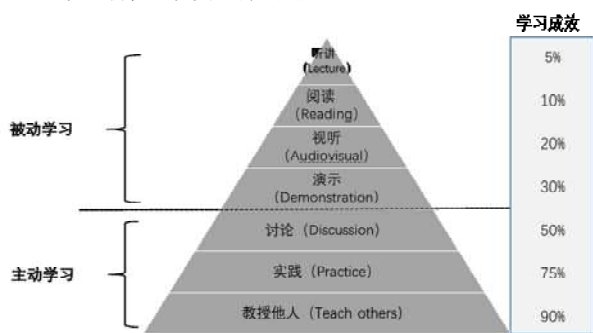 学习成效
听讲
(Lecture)
5%
阅读
(Reading)
10%
被动学习
视听
(Audiovisual)
20%
演示
(Demonstration)
30%
讨论 (Discussion)
50%
主动学习
实践 (Practice)
75%
教授他人 (Teach others)
90%